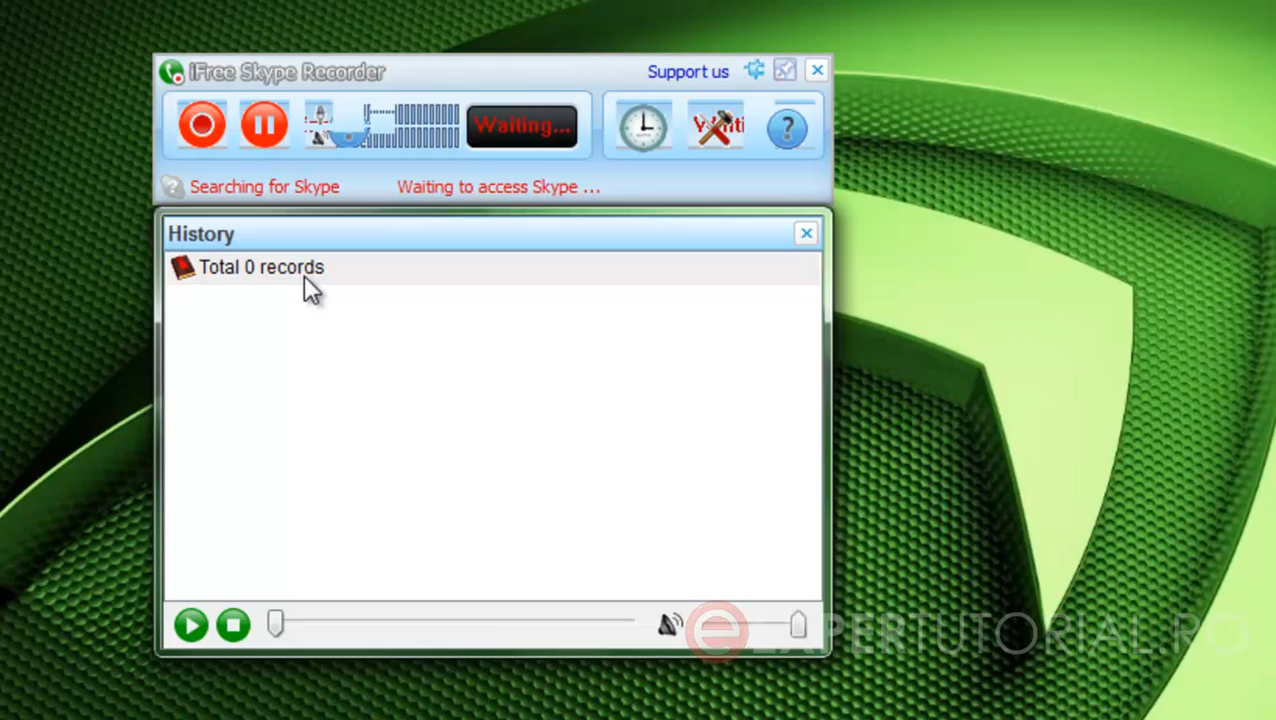 iFree Skype Recorder
Support us
Waiting...
Searching for Skype
Waiting to access Skype ...
History
Total 0 records
EXPERTUTORIAL.RO